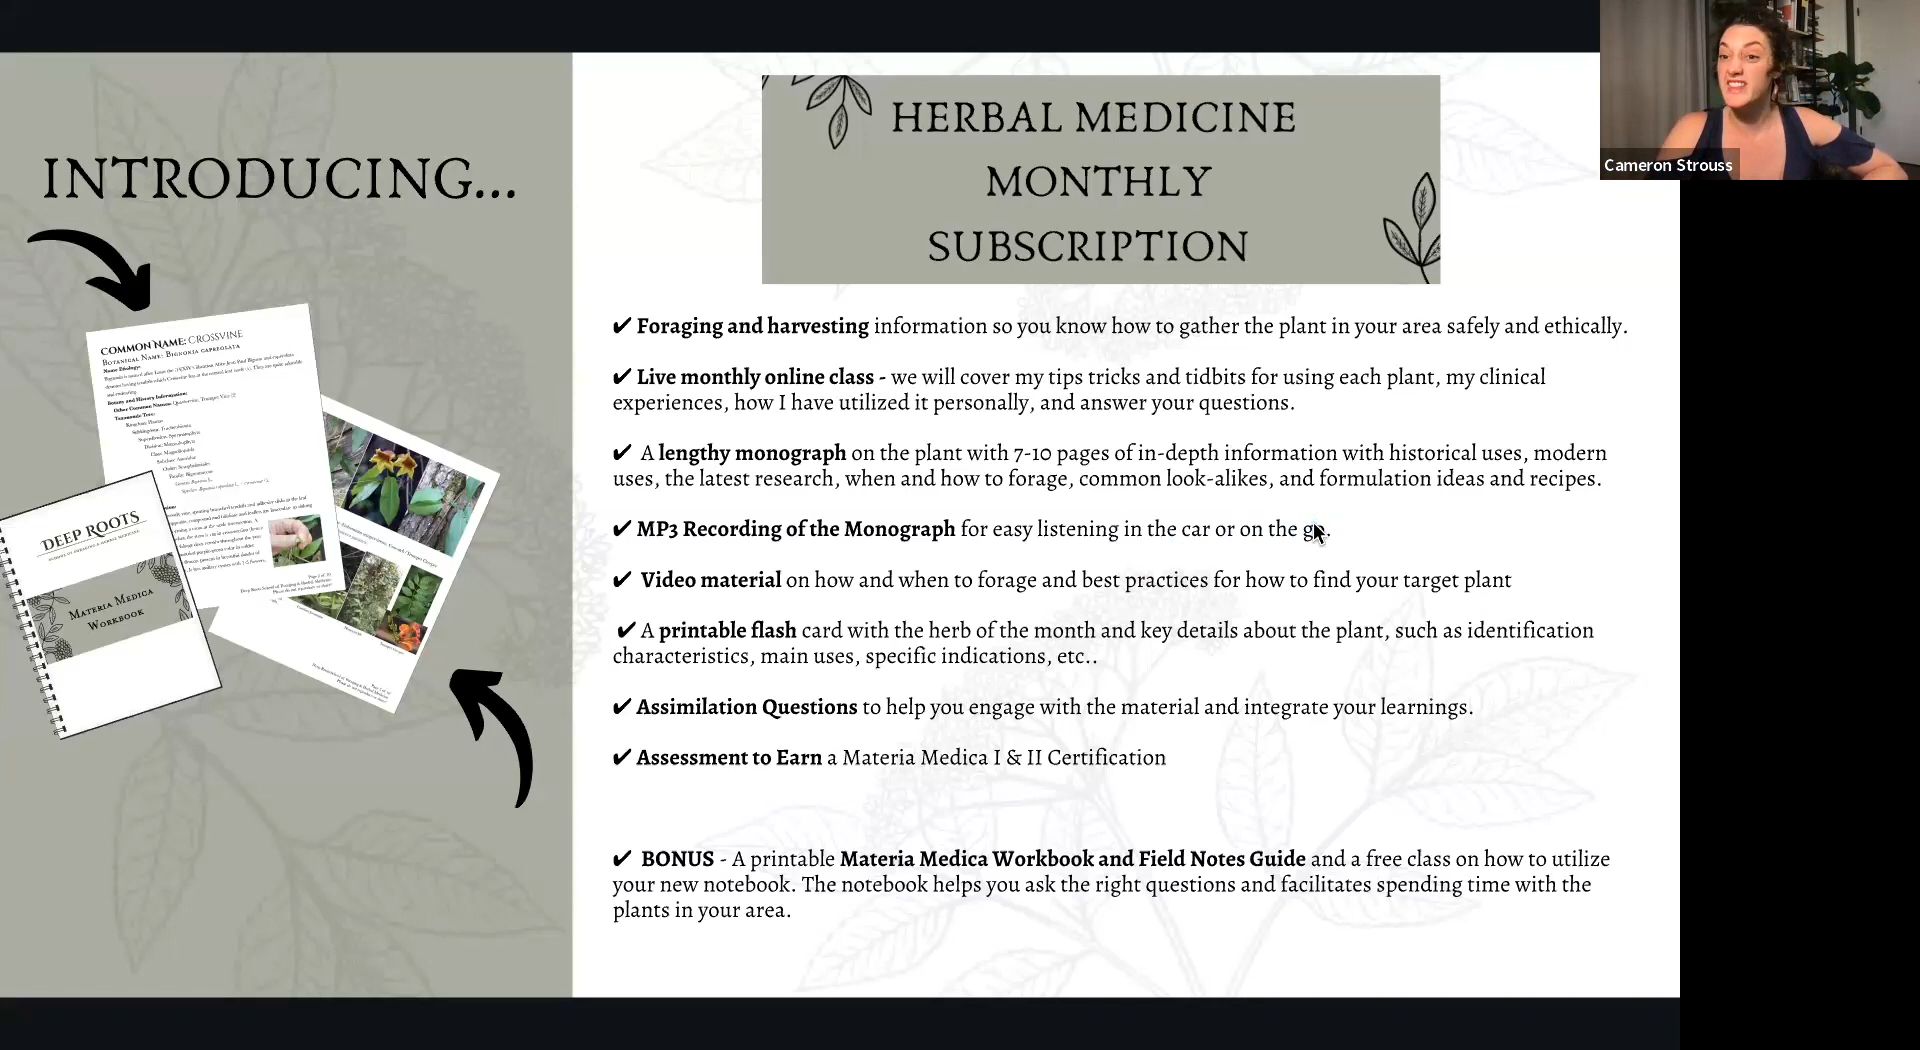 INTRODUCING...
HERBAL MEDICINE
MONTHLY
SUBSCRIPTION
Cameron Strouss
COMMON NAME: CROSSVINE
BOTANICAL NAME: BIGNONIA CAPREOLATA
DEEP ROOTS
MATERIA MEDICA
WORKBOOK
✔ Foraging and harvesting information so you know how to gather the plant in your area safely and ethically.
✔ Live monthly online class - we will cover my tips tricks and tidbits for using each plant, my clinical
experiences, how I have utilized it personally, and answer your questions.
✔ A lengthy monograph on the plant with 7-10 pages of in-depth information with historical uses, modern
uses, the latest research, when and how to forage, common look-alikes, and formulation ideas and recipes.
✔ MP3 Recording of the Monograph for easy listening in the car or on the go.
✔ Video material on how and when to forage and best practices for how to find your target plant
✔ A printable flash card with the herb of the month and key details about the plant, such as identification
characteristics, main uses, specific indications, etc..
✔ Assimilation Questions to help you engage with the material and integrate your learnings.
✔ Assessment to Earn a Materia Medica I & II Certification
✔ BONUS - A printable Materia Medica Workbook and Field Notes Guide and a free class on how to utilize
your new notebook. The notebook helps you ask the right questions and facilitates spending time with the
plants in your area.